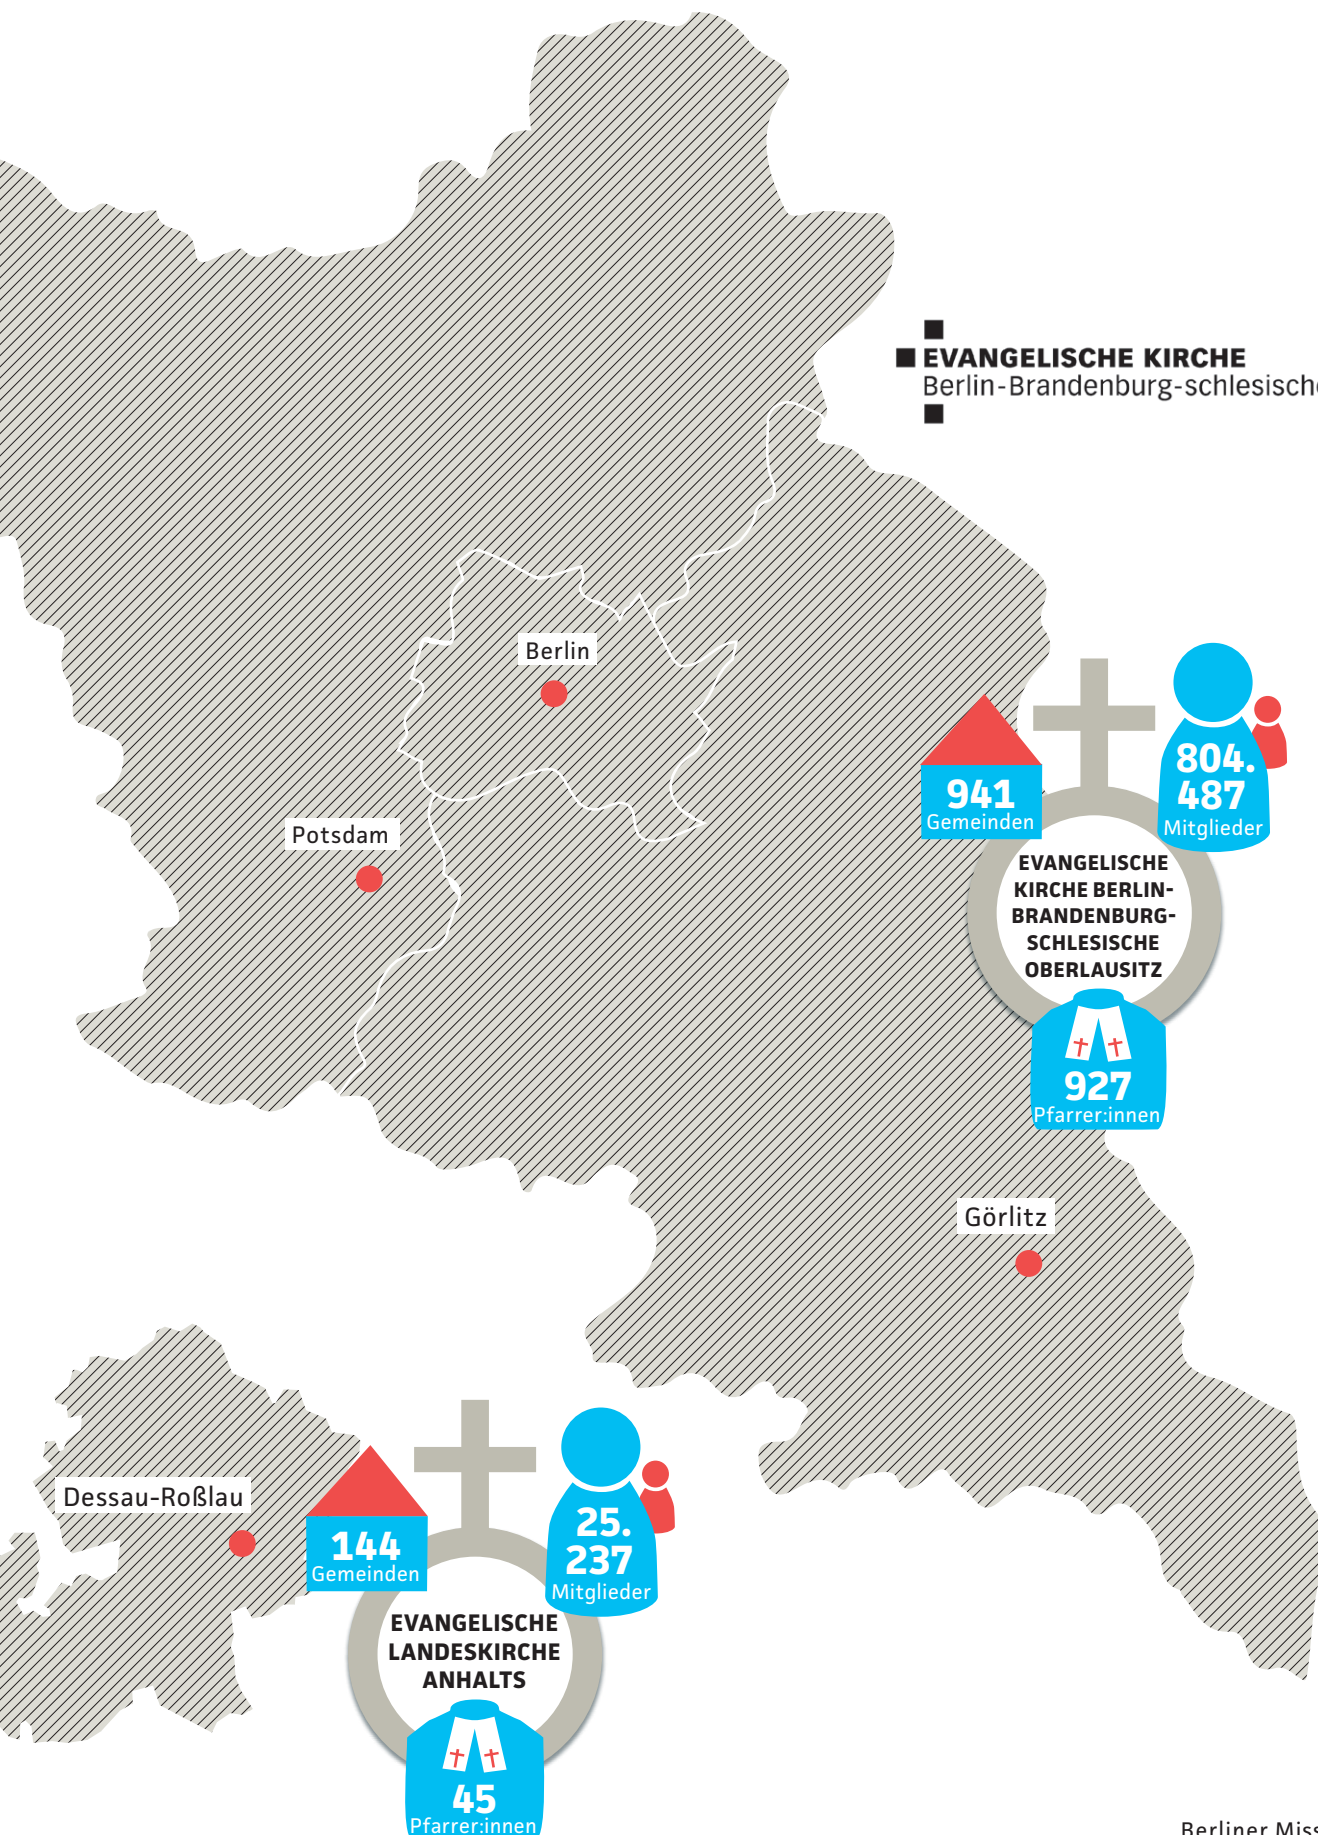 EVANGELISCHE KIRCHE
Berlin-Brandenburg-schlesische
Berlin
Potsdam
941
Gemeinden
804.
487
Mitglieder
EVANGELISCHE
KIRCHE BERLIN-
BRANDENBURG-
SCHLESISCHE
OBERLAUSITZ
927
Pfarrer:innen
Görlitz
Dessau-Roßlau
144
Gemeinden
25.
237
Mitglieder
EVANGELISCHE
LANDESKIRCHE
ANHALTS
45
Pfarrer:innen
Berliner Miss